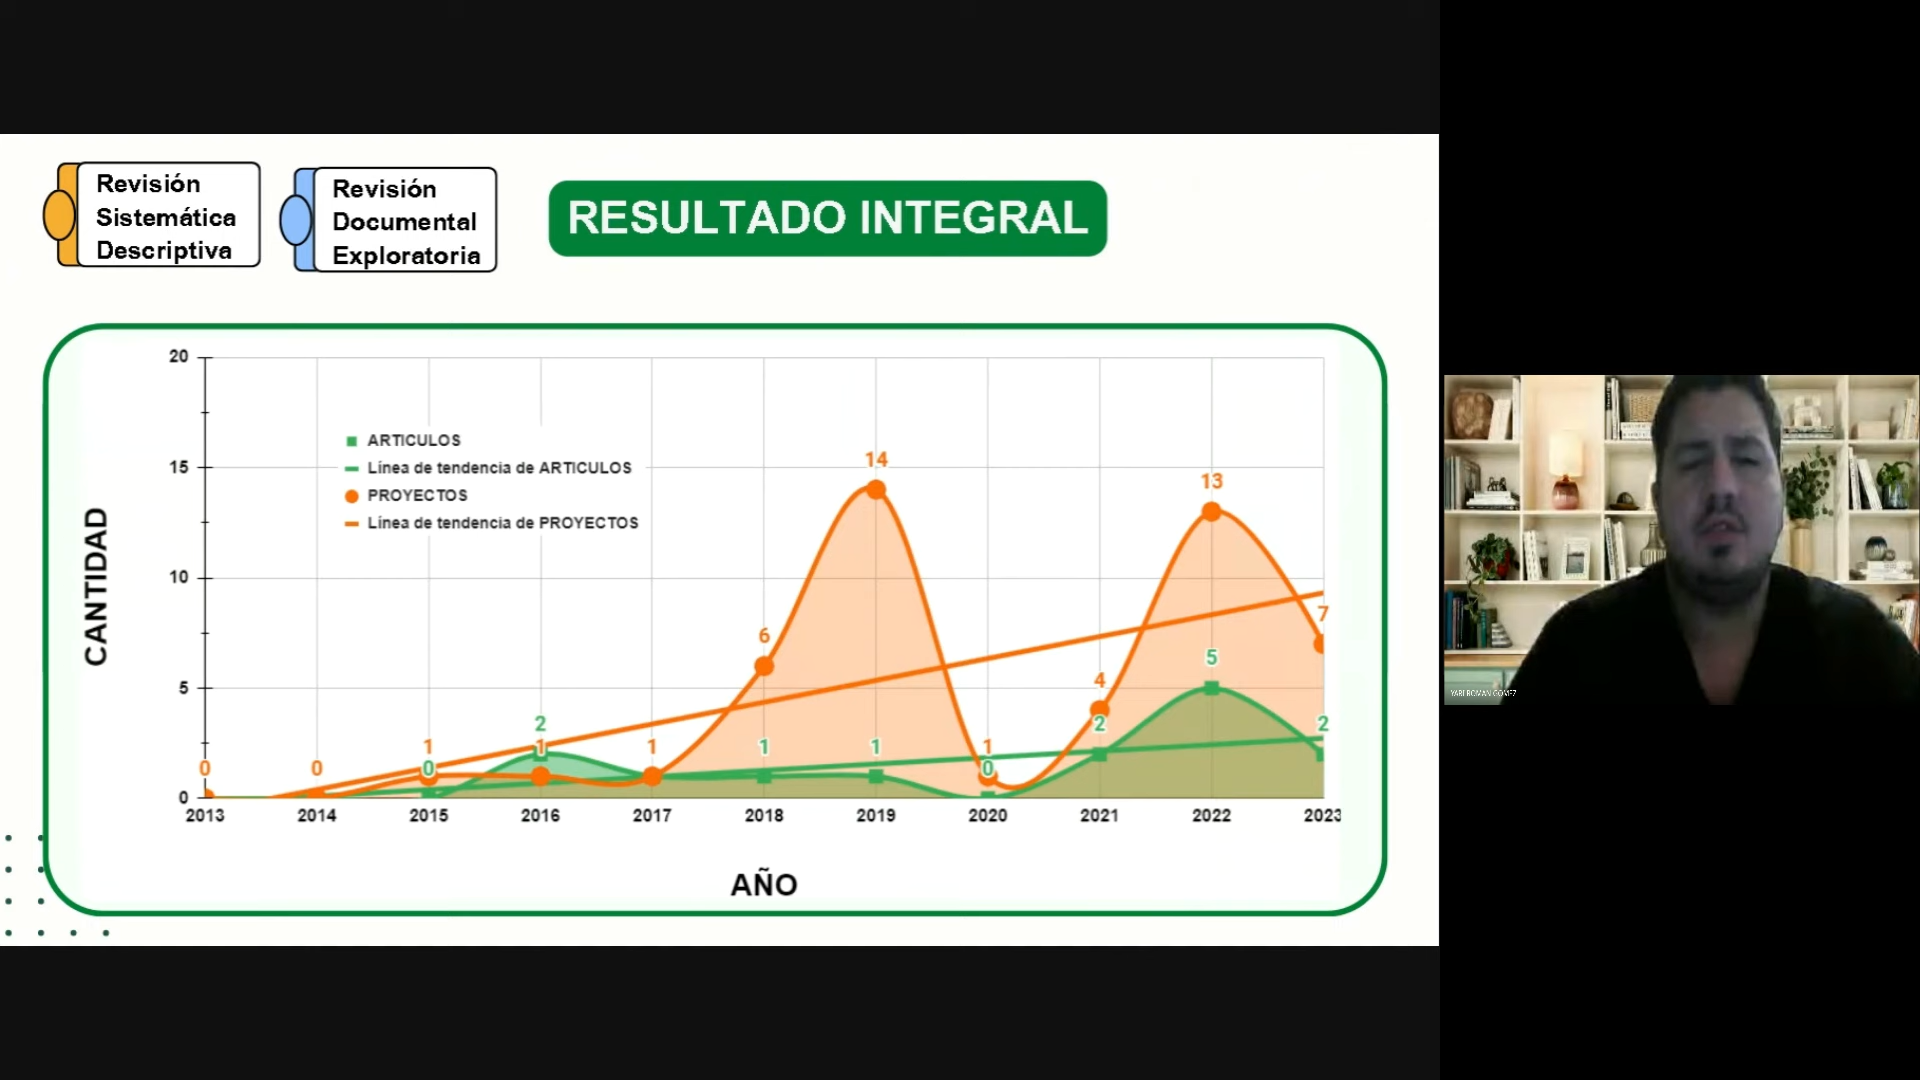 Revisión
Sistemática
Descriptiva
Revisión
Documental
Exploratoria
RESULTADO INTEGRAL
CANTIDAD
20
15
10
5
0
ARTICULOS
Línea de tendencia de ARTICULOS
PROYECTOS
Línea de tendencia de PROYECTOS
14
13
6
7
5
4
2
2
2
1
1
1
1
1
1
0
0
0
0
2013
2014
2015
2016
2017
2018
2019
2020
2021
2022
2023
AÑO
YARI ROMAN GOMEZ